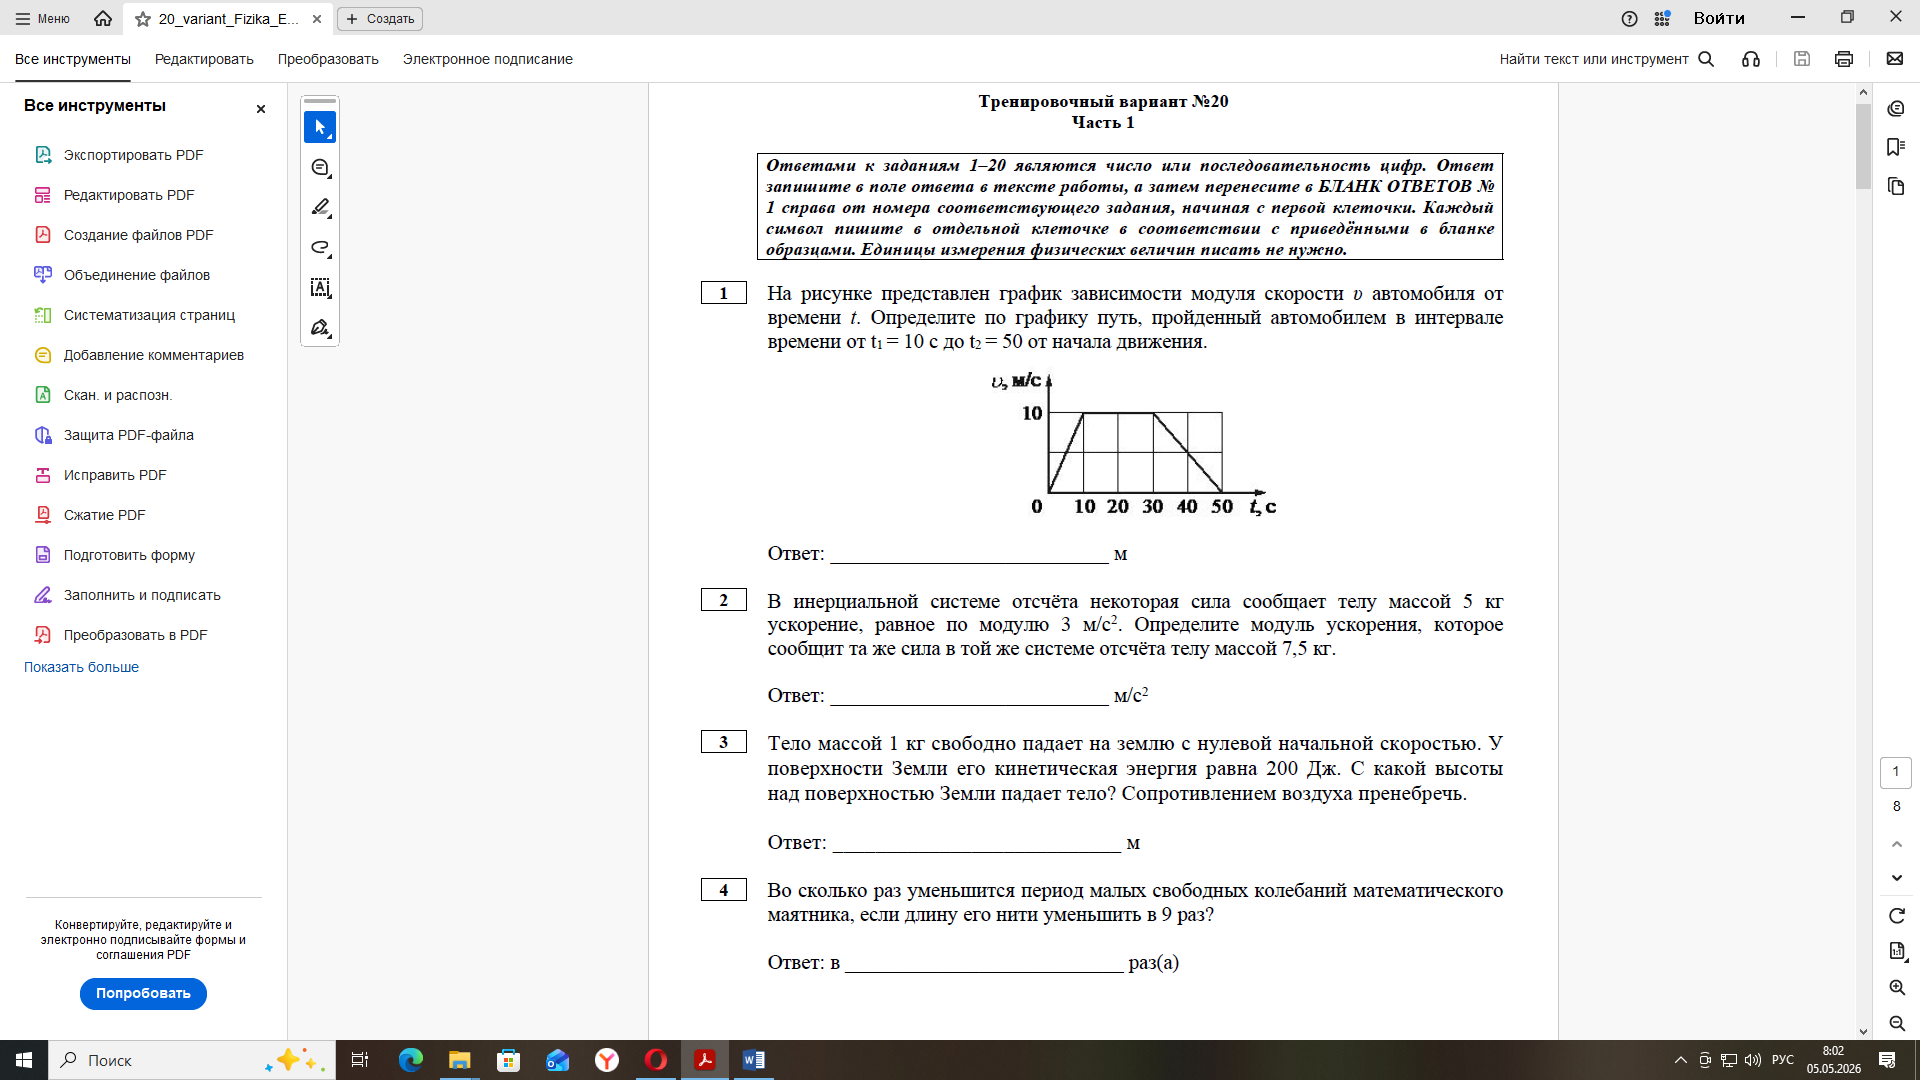 Меню
20_variant_Fizika_E...
Создать
Войти
Все инструменты
Редактировать
Преобразовать
Электронное подписание
Найти текст или инструмент
Все инструменты
Экспортировать PDF
Редактировать PDF
Создание файлов PDF
Объединение файлов
Систематизация страниц
Добавление комментариев
Скан. и распозн.
Защита PDF-файла
Исправить PDF
Сжатие PDF
Подготовить форму
Заполнить и подписать
Преобразовать в PDF
Показать больше
Конвертируйте, редактируйте и
электронно подписывайте формы и
соглашения PDF
Попробовать
Тренировочный вариант №20
Часть 1
Ответами к заданиям 1–20 являются число или последовательность цифр. Ответ
запишите в поле ответа в тексте работы, а затем перенесите в БЛАНК ОТВЕТОВ №
1 справа от номера соответствующего задания, начиная с первой клеточки. Каждый
символ пишите в отдельной клеточке в соответствии с приведёнными в бланке
образцами. Единицы измерения физических величин писать не нужно.
1
На рисунке представлен график зависимости модуля скорости υ автомобиля от
времени t. Определите по графику путь, пройденный автомобилем в интервале
времени от t₁ = 10 с до t₂ = 50 от начала движения.
υ, м/с
10
0 10 20 30 40 50 t, с
Ответ: ____________________________ м
2
В инерциальной системе отсчёта некоторая сила сообщает телу массой 5 кг
ускорение, равное по модулю 3 м/с². Определите модуль ускорения, которое
сообщит та же сила в той же системе отсчёта телу массой 7,5 кг.
Ответ: ____________________________ м/с²
3
Тело массой 1 кг свободно падает на землю с нулевой начальной скоростью. У
поверхности Земли его кинетическая энергия равна 200 Дж. С какой высоты
над поверхностью Земли падает тело? Сопротивлением воздуха пренебречь.
Ответ: ____________________________ м
4
Во сколько раз уменьшится период малых свободных колебаний математического
маятника, если длину его нити уменьшить в 9 раз?
Ответ: в ____________________________ раз(а)
1
8
Поиск
РУС
8:02
05.05.2026